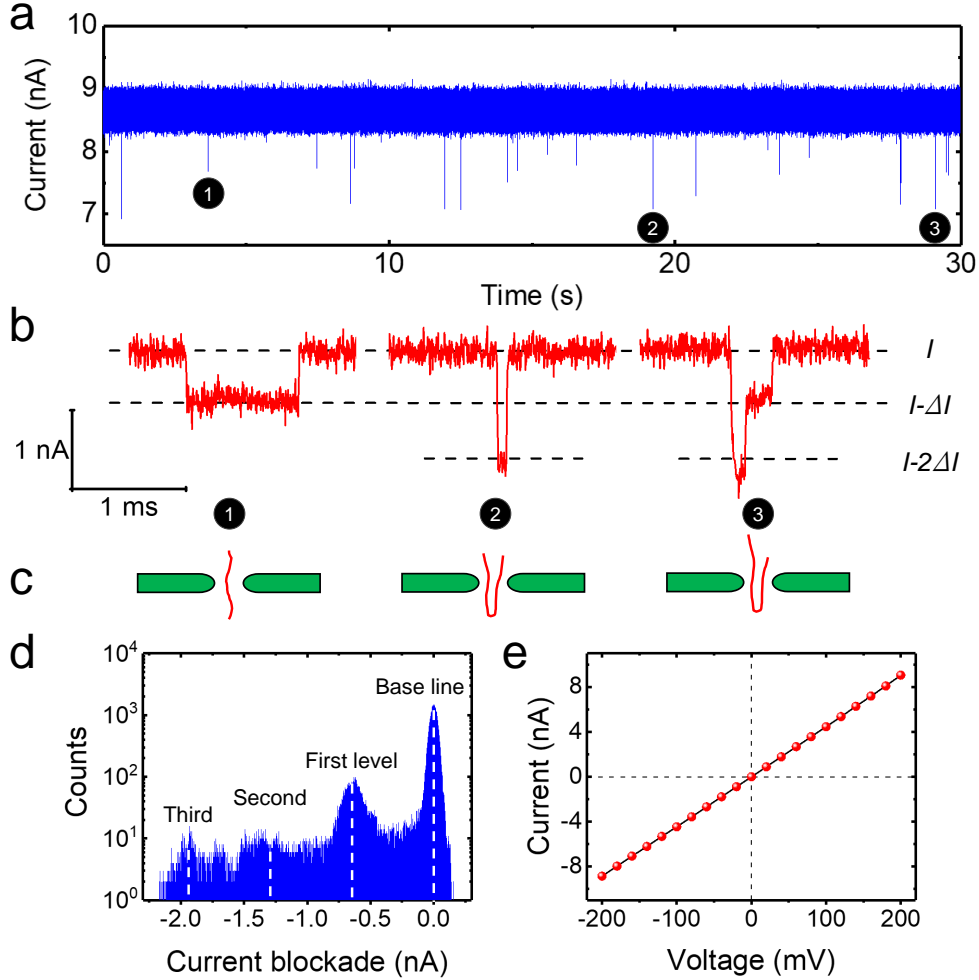 a
Current (nA)
10
9
8
7
1
2
3
0
10
20
30
Time (s)
b
I
I-ΔI
I-2ΔI
1 nA
1 ms
1
2
3
c
d
Counts
10⁴
10³
10²
10¹
10⁰
Base line
First level
Second
Third
-2.0
-1.5
-1.0
-0.5
0.0
Current blockade (nA)
e
Current (nA)
8
4
0
-4
-8
-200
-100
0
100
200
Voltage (mV)